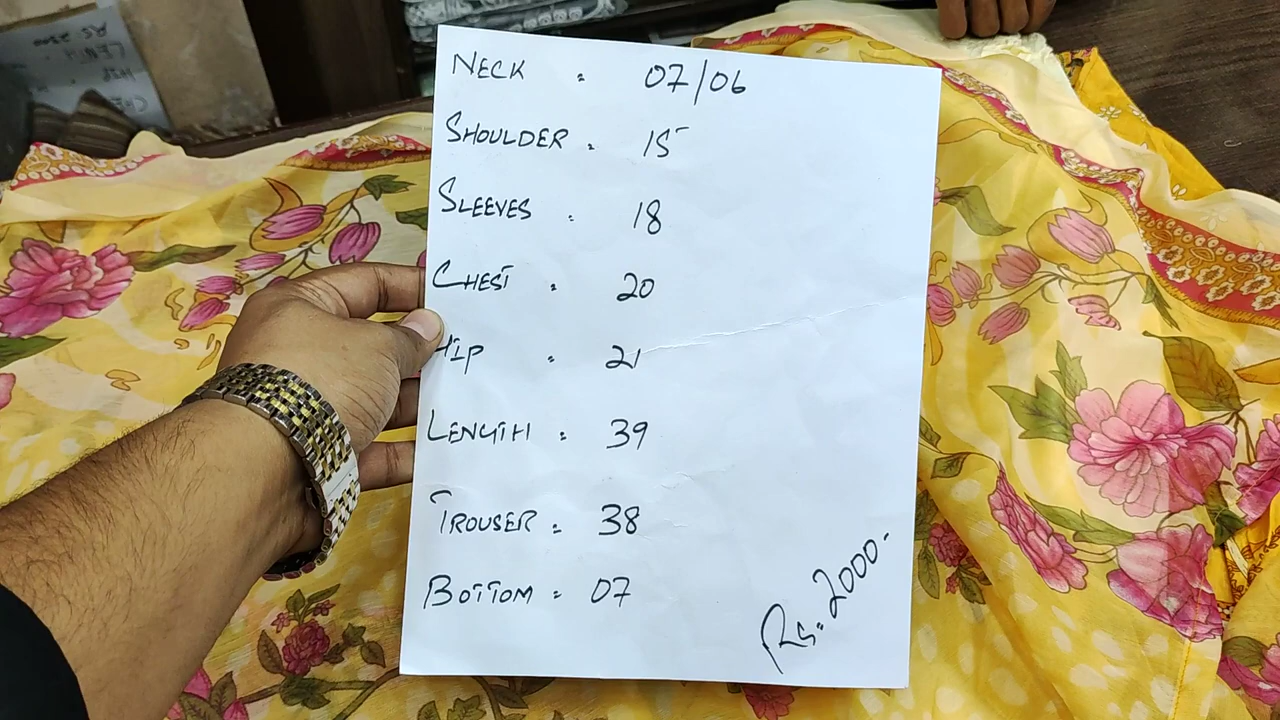 NECK = 07/06
SHOULDER = 15
SLEEVES = 18
CHEST = 20
HIP = 21
LENGTH = 39
TROUSER = 38
BOTTOM = 07
Rs= 2000-